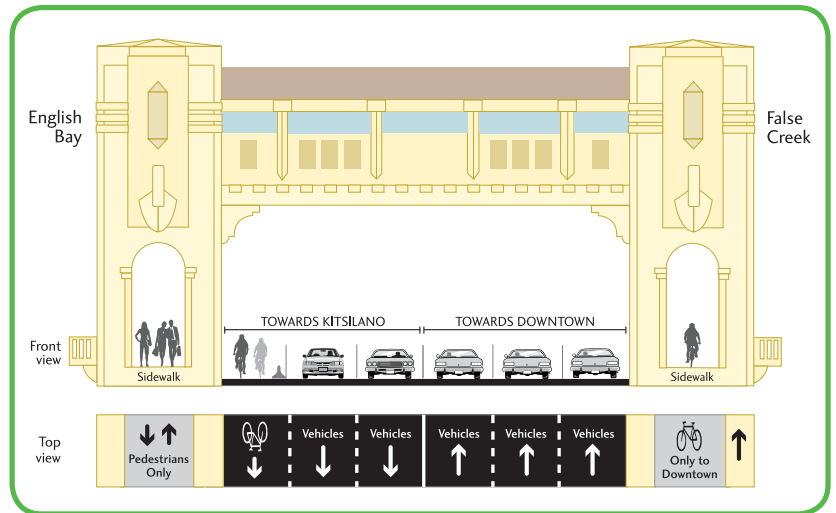 English
Bay
False
Creek
TOWARDS KITSILANO
TOWARDS DOWNTOWN
Front
view
Sidewalk
Sidewalk
Top
view
Pedestrians
Only
Vehicles
Vehicles
Vehicles
Vehicles
Vehicles
Only to
Downtown